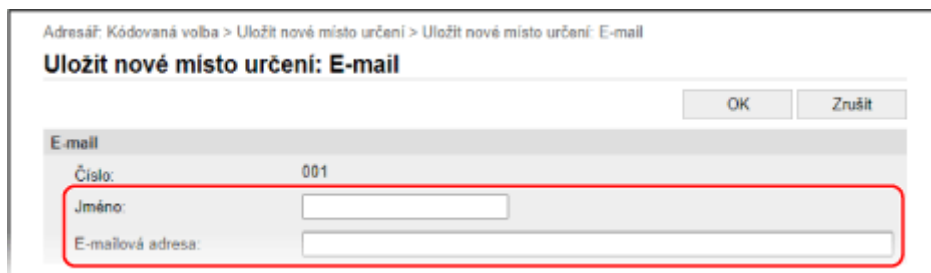 Adresář: Kódovaná volba > Uložit nové místo určení > Uložit nové místo určení: E-mail
Uložit nové místo určení: E-mail
OK Zrušit
E-mail
Číslo: 001
Jméno:
E-mailová adresa: